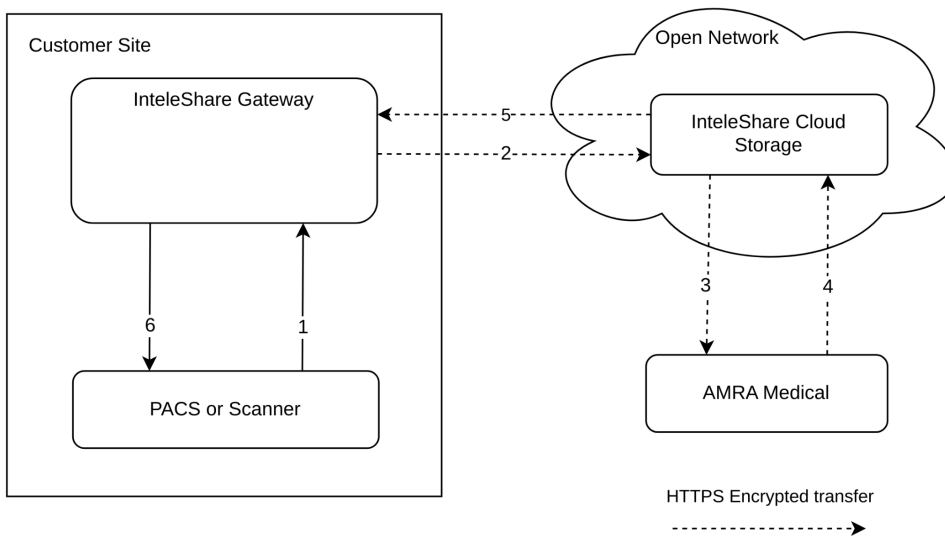 Customer Site
Open Network
InteleShare Gateway
InteleShare Cloud
Storage
5
2
3
4
6
1
PACS or Scanner
AMRA Medical
HTTPS Encrypted transfer